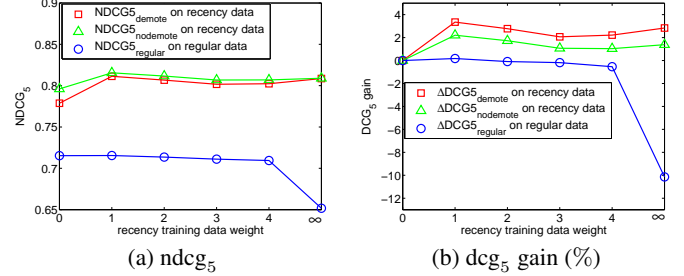 0.9
0.85
0.8
0.75
0.7
0.65
NDCG₅
NDCG5demote on recency data
NDCG5nodemote on recency data
NDCG5regular on regular data
0 1 2 3 4 ∞
recency training data weight
(a) ndcg₅
4
2
0
−2
−4
−6
−8
−10
−12
DCG₅ gain
ΔDCG5demote on recency data
ΔDCG5nodemote on recency data
ΔDCG5regular on regular data
0 1 2 3 4 ∞
recency training data weight
(b) dcg₅ gain (%)